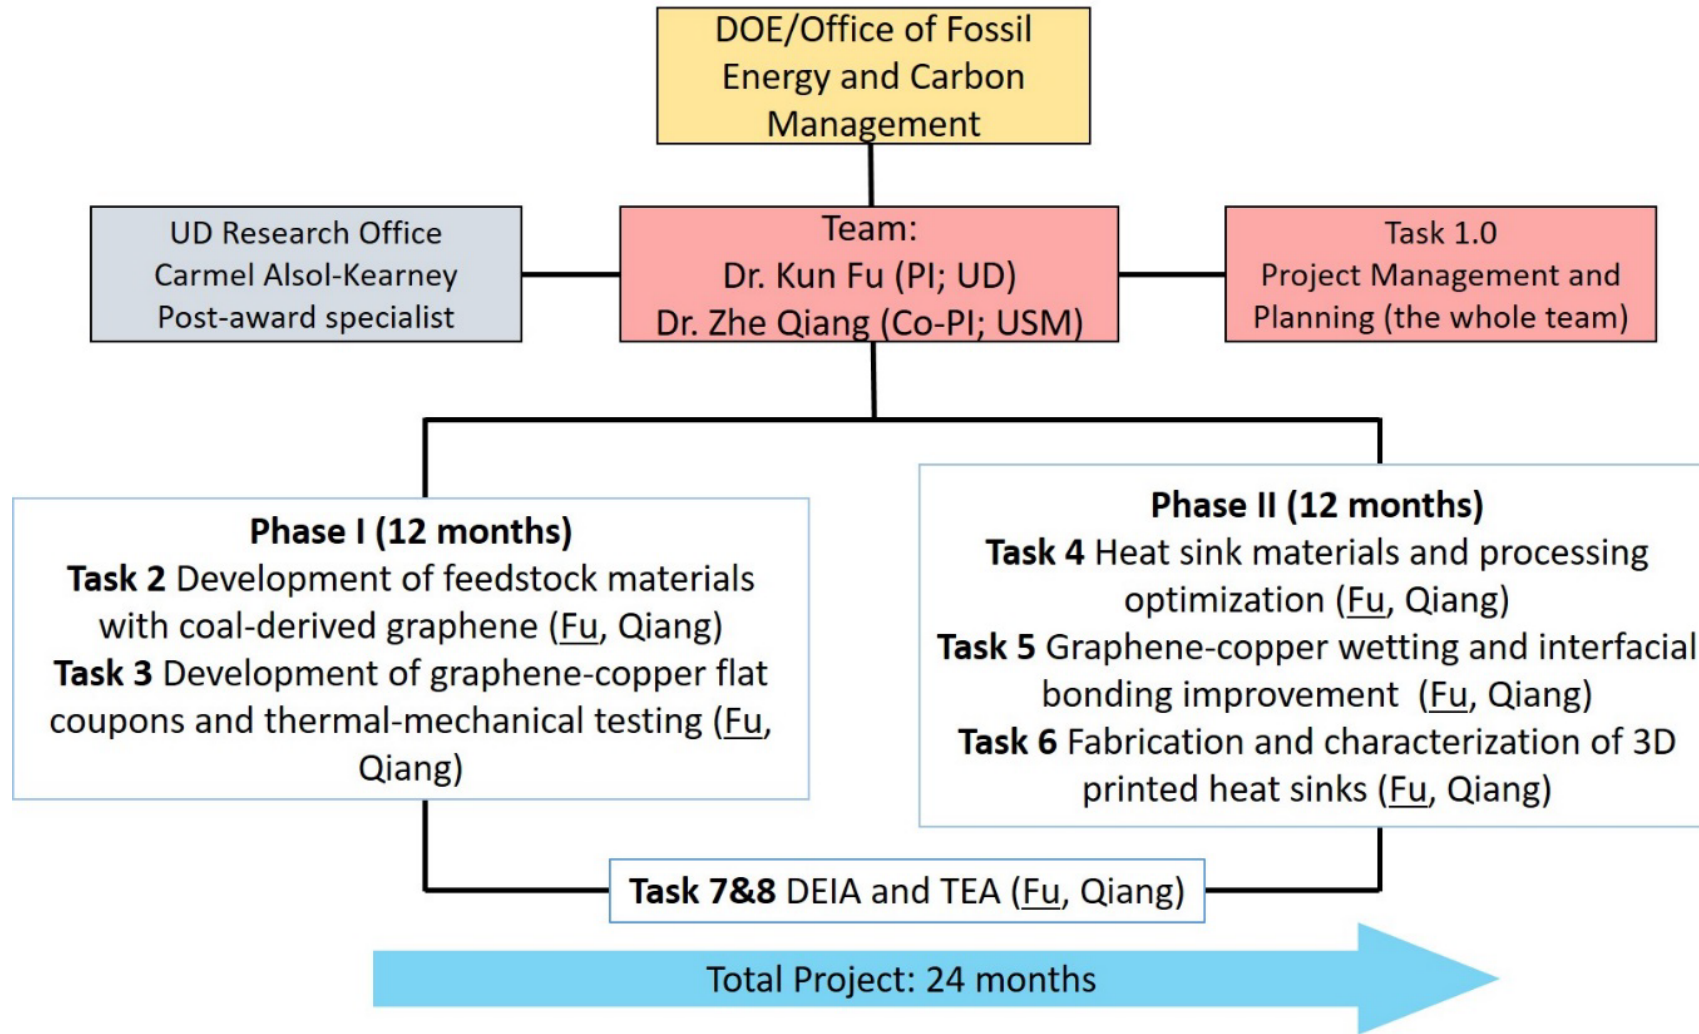 DOE/Office of Fossil
Energy and Carbon
Management
UD Research Office
Carmel Alsol-Kearney
Post-award specialist
Team:
Dr. Kun Fu (PI; UD)
Dr. Zhe Qiang (Co-PI; USM)
Task 1.0
Project Management and
Planning (the whole team)
Phase I (12 months)
Task 2 Development of feedstock materials
with coal-derived graphene (Fu, Qiang)
Task 3 Development of graphene-copper flat
coupons and thermal-mechanical testing (Fu,
Qiang)
Phase II (12 months)
Task 4 Heat sink materials and processing
optimization (Fu, Qiang)
Task 5 Graphene-copper wetting and interfacial
bonding improvement (Fu, Qiang)
Task 6 Fabrication and characterization of 3D
printed heat sinks (Fu, Qiang)
Task 7&8 DEIA and TEA (Fu, Qiang)
Total Project: 24 months